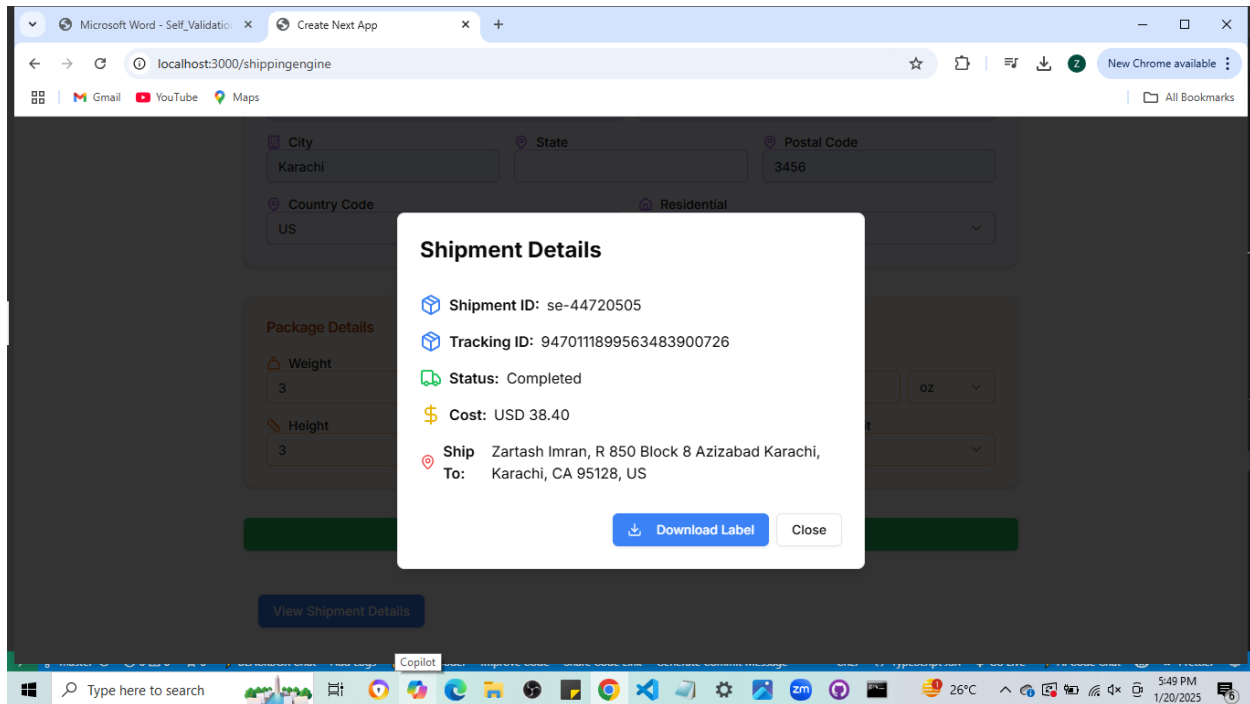 Microsoft Word - Self_Validatio
Create Next App
localhost:3000/shippingengine
Z
New Chrome available
Gmail
YouTube
Maps
All Bookmarks
City
State
Postal Code
Karachi
3456
Country Code
Residential
US
Shipment Details
Shipment ID: se-44720505
Tracking ID: 9470111899563483900726
Status: Completed
Cost: USD 38.40
Ship To: Zartash Imran, R 850 Block 8 Azizabad Karachi,
Karachi, CA 95128, US
Download Label
Close
Package Details
Weight
3
oz
Height
3
View Shipment Details
Copilot
Type here to search
zm
26°C
5:49 PM
1/20/2025
6